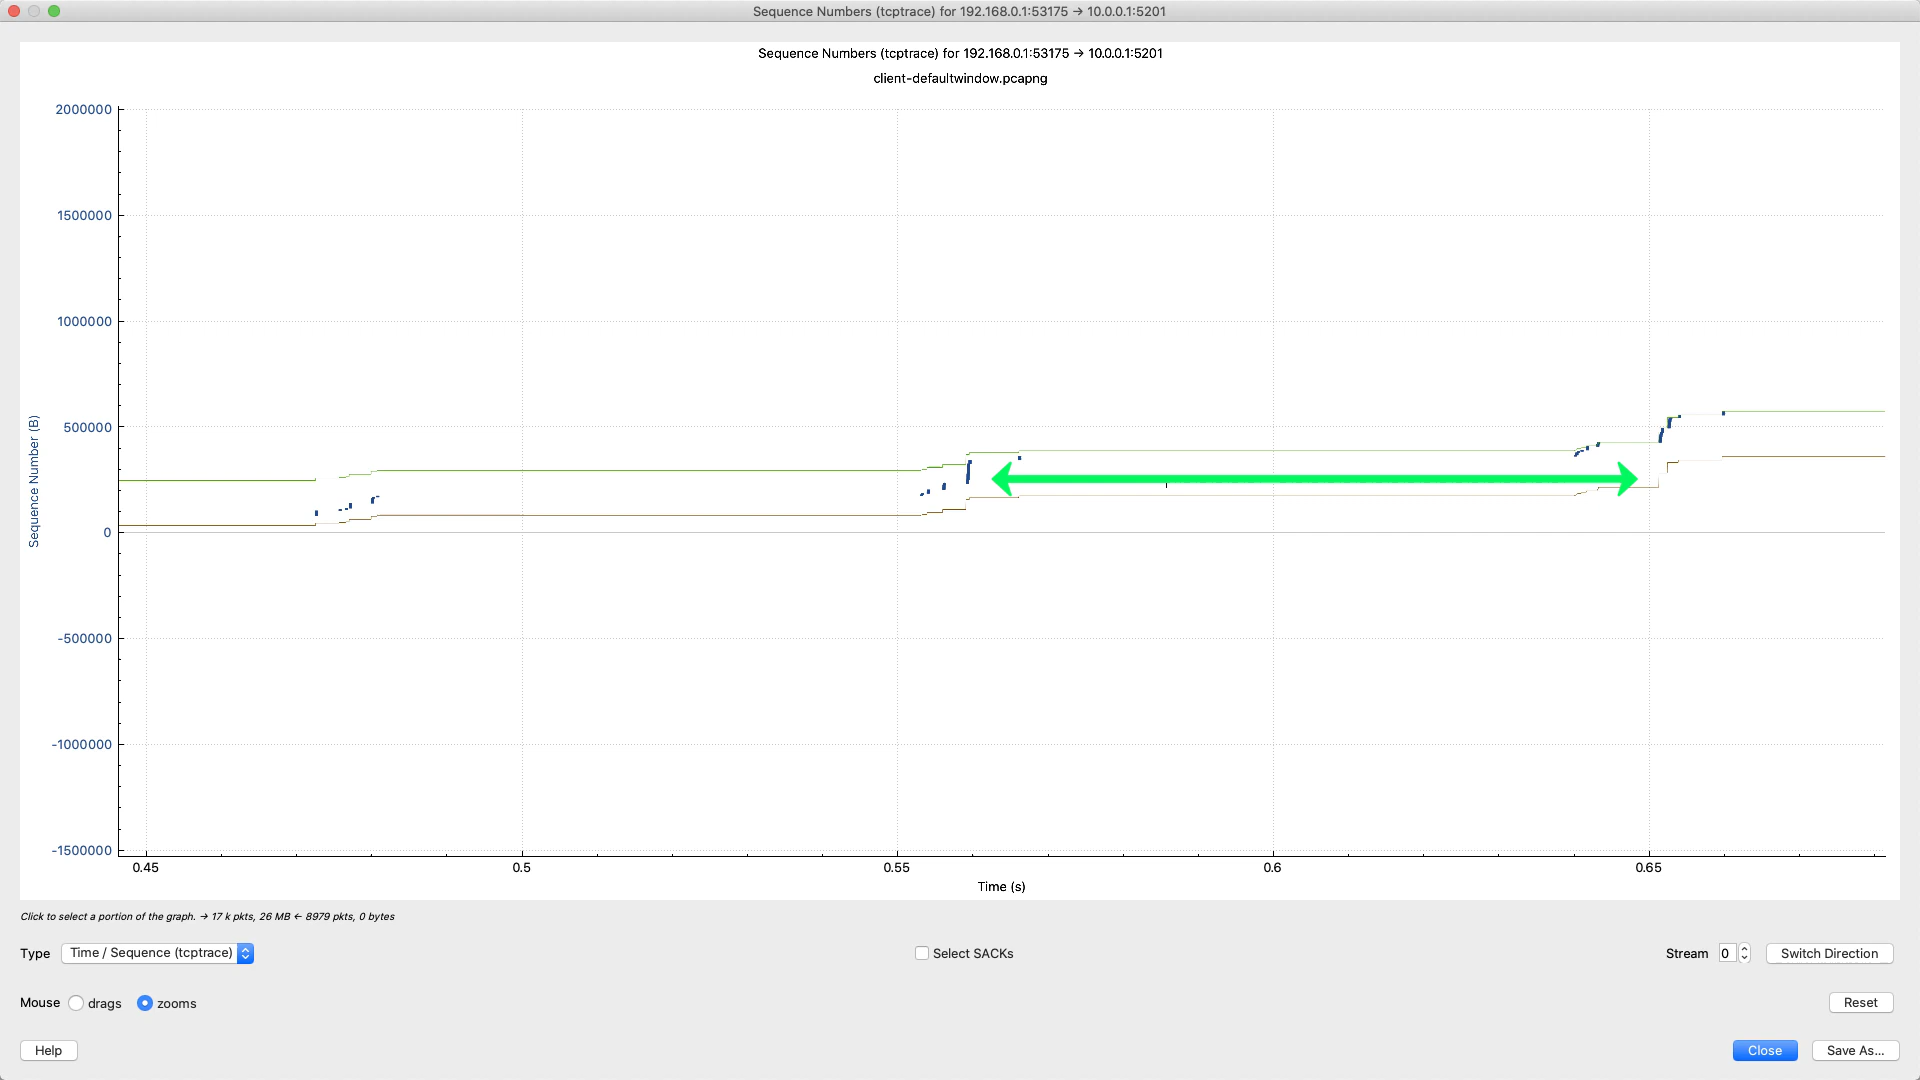 Sequence Numbers (tcptrace) for 192.168.0.1:53175 → 10.0.0.1:5201
Sequence Numbers (tcptrace) for 192.168.0.1:53175 → 10.0.0.1:5201
client-defaultwindow.pcapng
2000000
1500000
1000000
500000
0
-500000
-1000000
-1500000
Sequence Number (B)
0.45 0.5 0.55 0.6 0.65
Time (s)
Click to select a portion of the graph. → 17 k pkts, 26 MB ← 8979 pkts, 0 bytes
Type Time / Sequence (tcptrace) Select SACKs Stream 0 Switch Direction
Mouse drags zooms Reset
Help Close Save As...